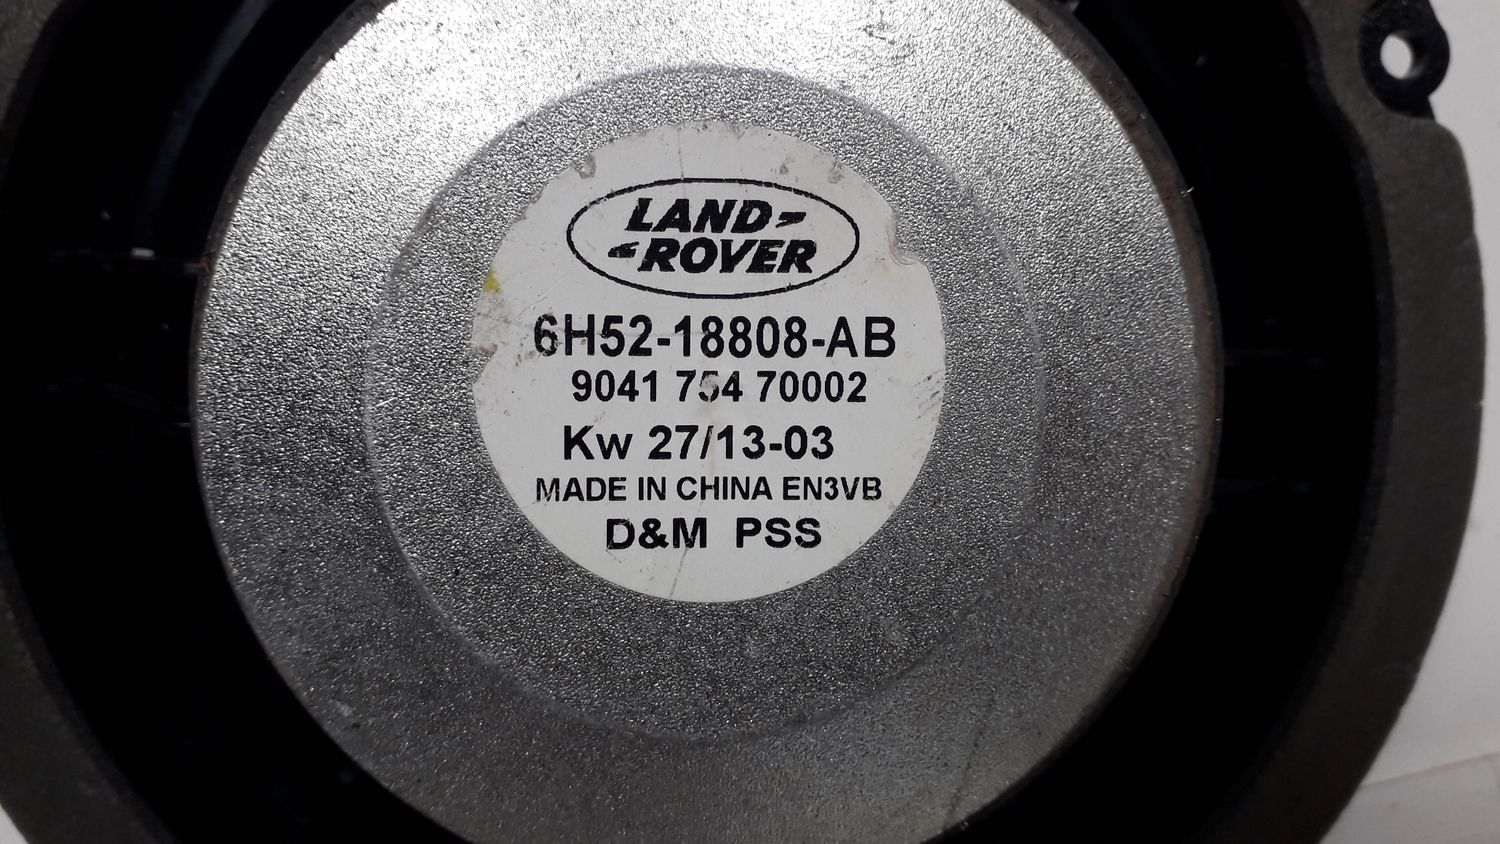 LAND
ROVER
6H52-18808-AB
9041 754 70002
Kw 27/13-03
MADE IN CHINA EN3VB
D&M PSS